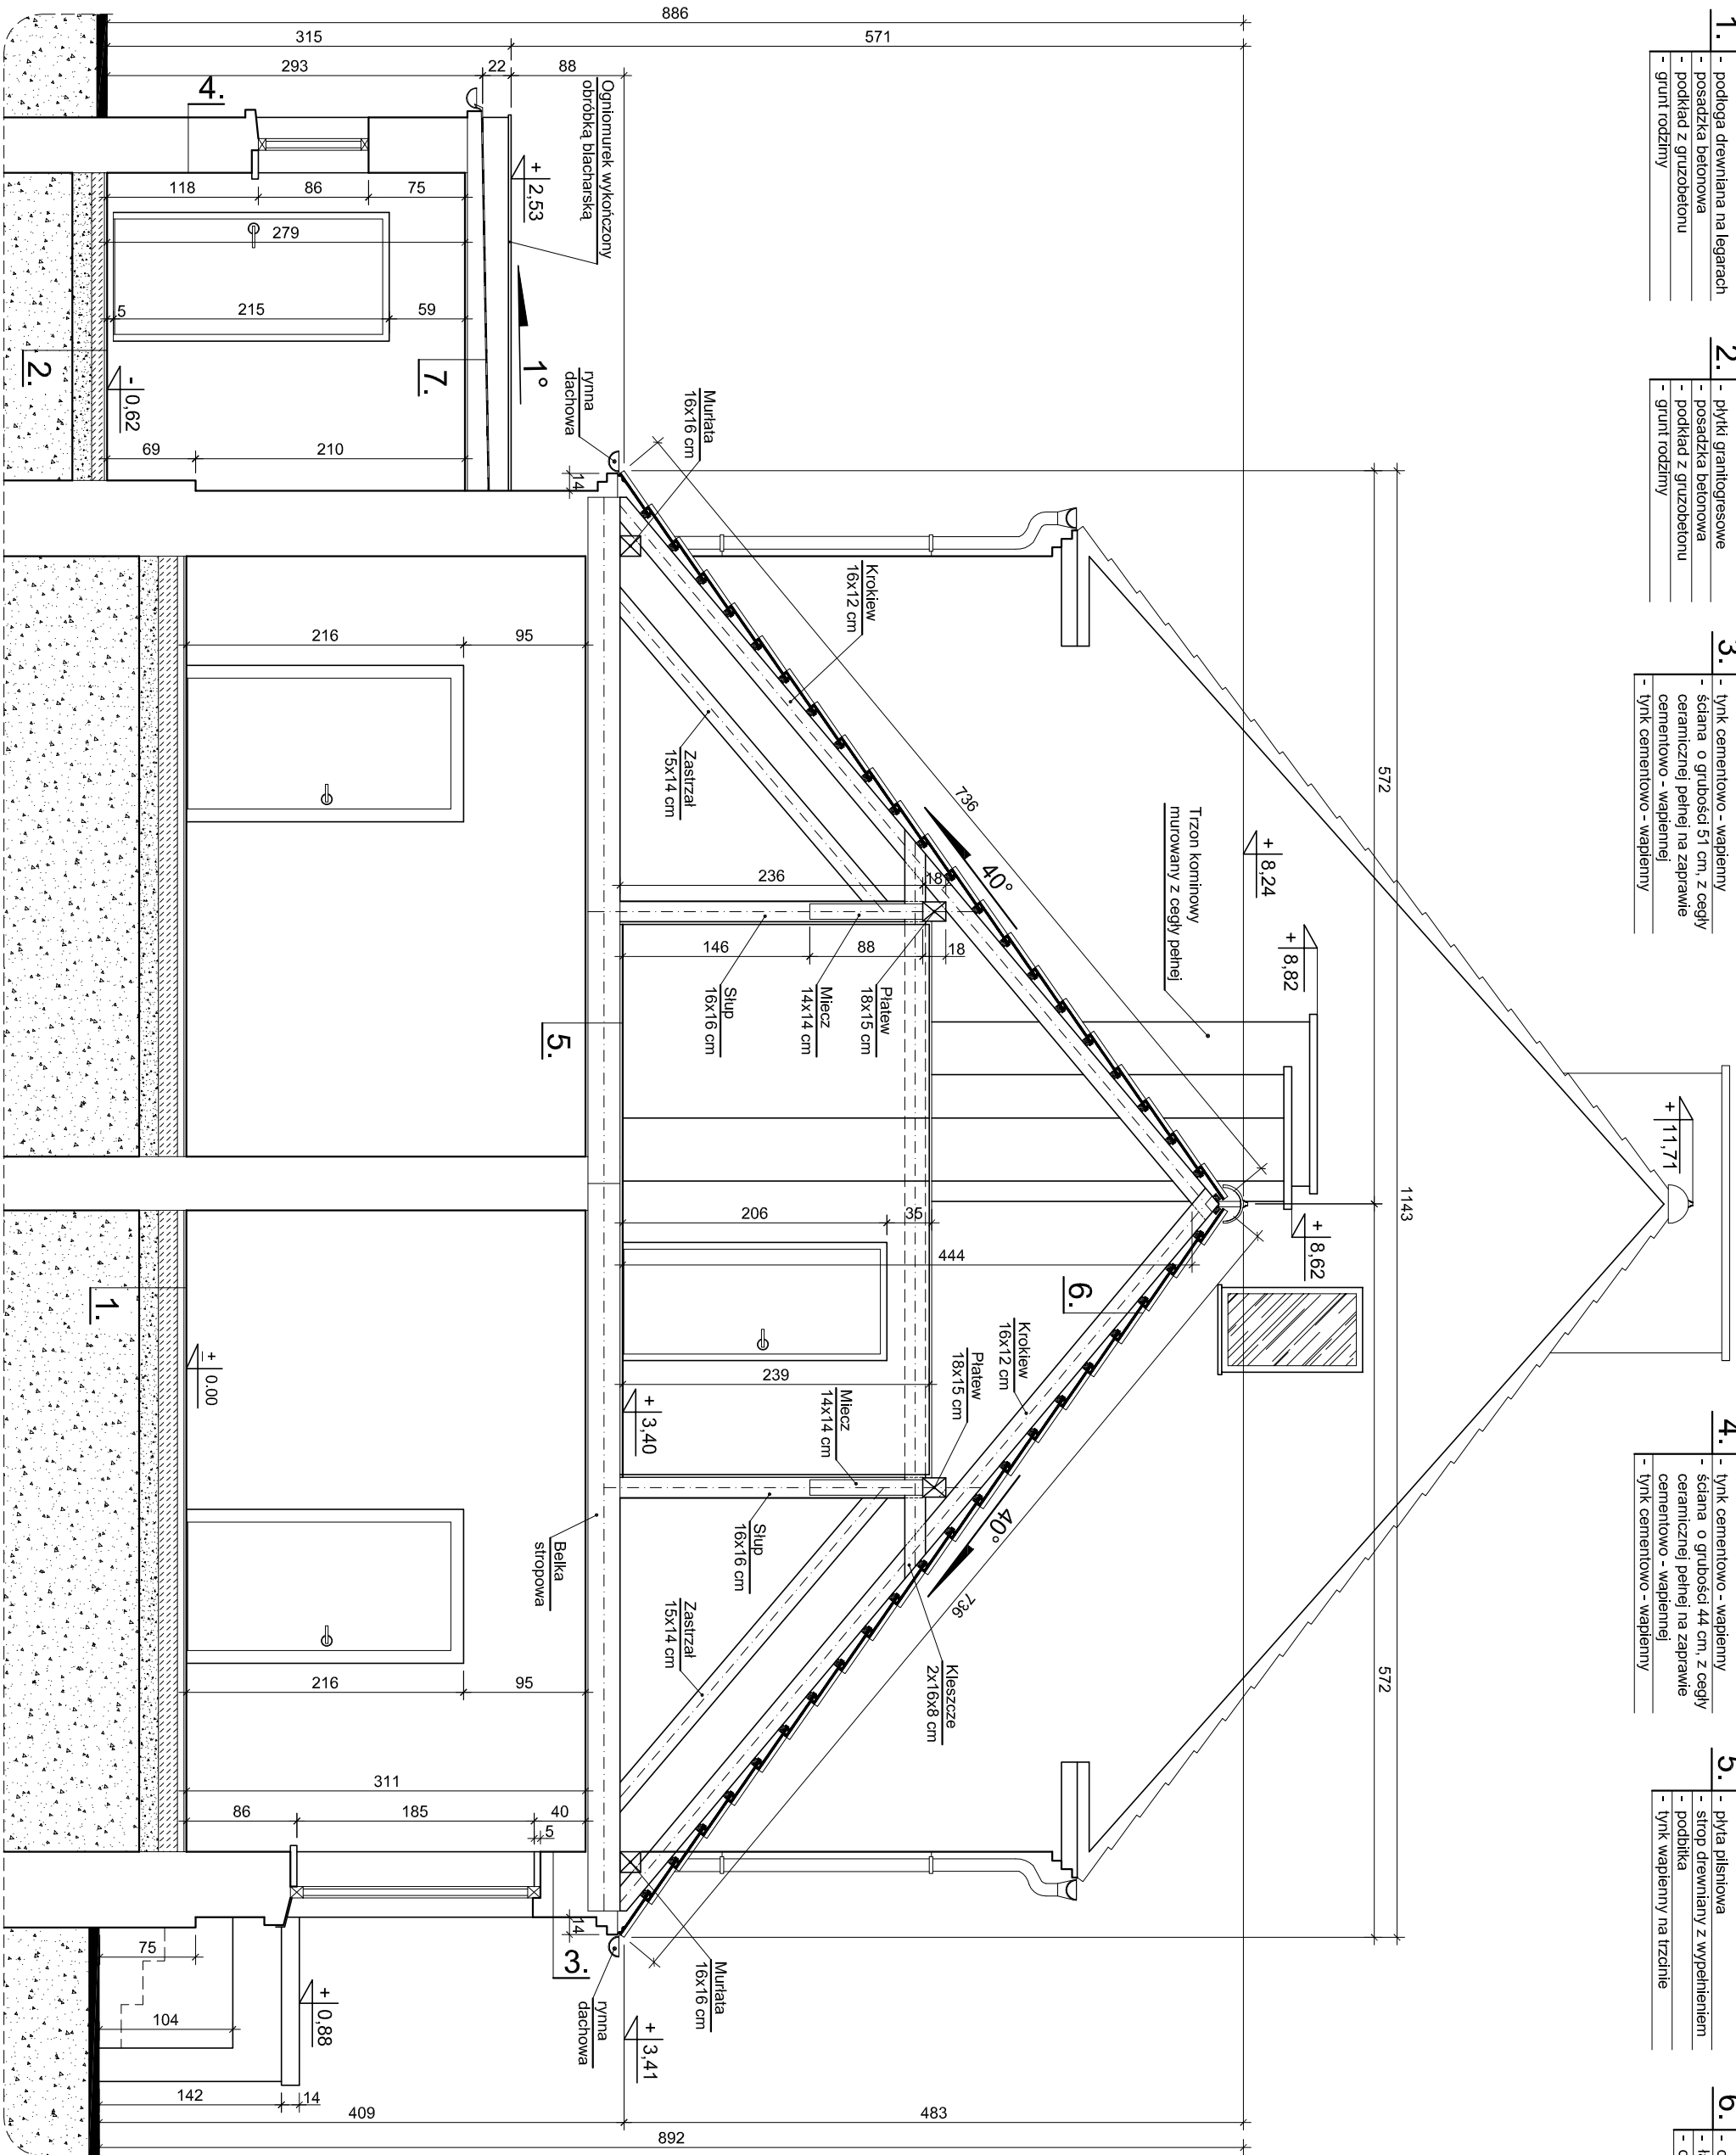 1.
- podłoga drewniana na legarach
- posadzka betonowa
- podkład z gruzobetonu
- grunt rodzimy
2.
- płytki granitogresowe
- posadzka betonowa
- podkład z gruzobetonu
- grunt rodzimy
3.
- tynk cementowo - wapienny
- ściana o grubości 51 cm, z cegły
ceramicznej pełnej na zaprawie
cementowo - wapiennej
- tynk cementowo - wapienny
4.
- tynk cementowo - wapienny
- ściana o grubości 44 cm, z cegły
ceramicznej pełnej na zaprawie
cementowo - wapiennej
- tynk cementowo - wapienny
5.
- płyta pilśniowa
- strop drewniany z wypełnieniem
- podbitka
- tynk wapienny na trzcinie
6.
+ 11,71
1143
572
572
+ 8,82
+ 8,62
+ 8,24
Trzon kominowy
murowany z cegły pełnej
736
40°
736
40°
6.
444
Krokiew
16x12 cm
Krokiew
16x12 cm
Płatew
18x15 cm
Płatew
18x15 cm
Miecz
14x14 cm
Miecz
14x14 cm
Słup
16x16 cm
Słup
16x16 cm
Kleszcze
2x16x8 cm
Zastrzał
15x14 cm
Zastrzał
15x14 cm
Murłata
16x16 cm
Murłata
16x16 cm
236
18
146
88
18
206
35
239
+ 3,40
5.
Belka
stropowa
rynna
dachowa
rynna
dachowa
+ 3,41
14
14
3.
Ogniomurek wykończony
obróbką blacharską
+ 2,53
1°
7.
4.
886
315
571
293
22
88
118
86
75
279
5
215
59
69
210
- 0,62
2.
216
95
1.
+ 0.00
216
95
311
86
185
40
5
+ 0,88
75
104
142
14
409
483
892